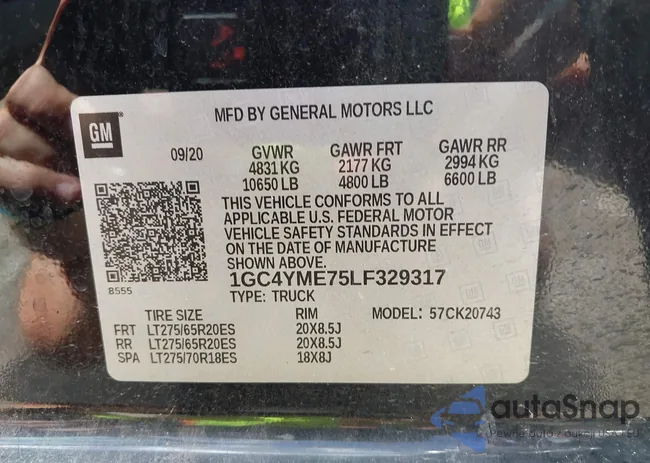 MFD BY GENERAL MOTORS LLC
GM
09/20 GVWR GAWR FRT GAWR RR
4831 KG 2177 KG 2994 KG
10650 LB 4800 LB 6600 LB
THIS VEHICLE CONFORMS TO ALL
APPLICABLE U.S. FEDERAL MOTOR
VEHICLE SAFETY STANDARDS IN EFFECT
ON THE DATE OF MANUFACTURE
SHOWN ABOVE.
8555
1GC4YME75LF329317
TYPE: TRUCK
TIRE SIZE RIM MODEL: 57CK20743
FRT LT275/65R20ES 20X8.5J
RR LT275/65R20ES 20X8.5J
SPA LT275/70R18ES 18X8J
autaSnap
Pewne auto